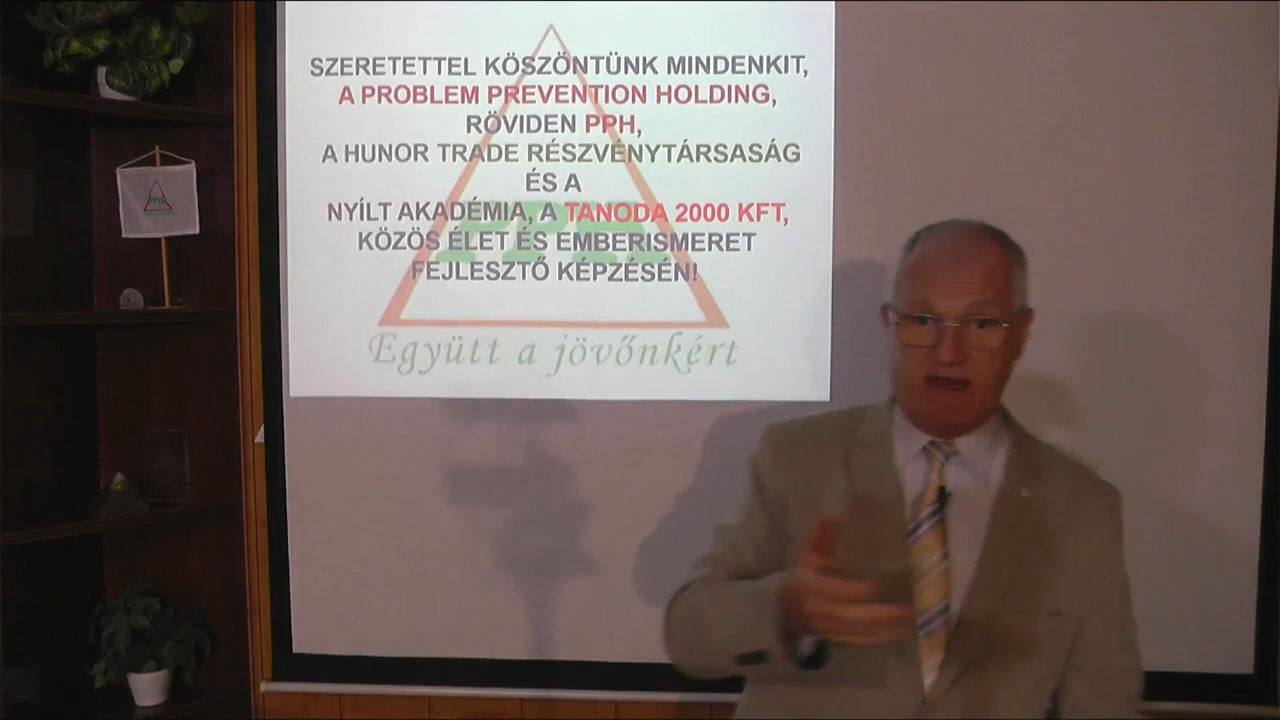 SZERETETTEL KÖSZÖNTÜNK MINDENKIT,
A PROBLEM PREVENTION HOLDING,
RÖVIDEN PPH,
A HUNOR TRADE RÉSZVÉNYTÁRSASÁG
ÉS A
NYÍLT AKADÉMIA, A TANODA 2000 KFT,
KÖZÖS ÉLET ÉS EMBERISMERET
FEJLESZTŐ KÉPZÉSÉN!
PPH
Együtt a jövőnkért